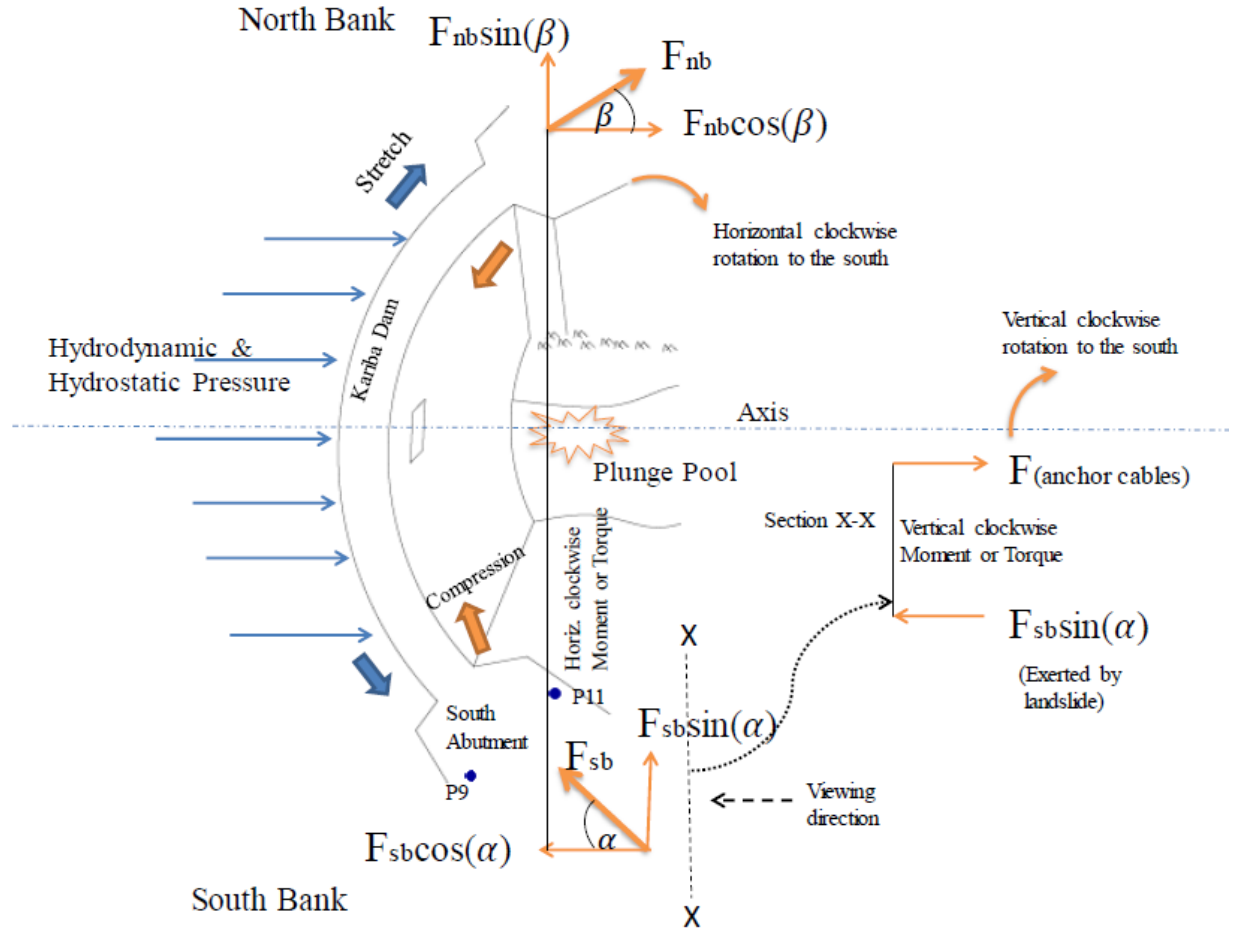 North Bank
Fnbsin(β)
Fnb
β
Fnbcos(β)
Stretch
Horizontal clockwise
rotation to the south
Kariba Dam
Hydrodynamic &
Hydrostatic Pressure
Vertical clockwise
rotation to the south
Axis
Plunge Pool
F(anchor cables)
Section X-X
Vertical clockwise
Moment or Torque
Compression
Horiz. clockwise
Moment or Torque
X
Fsbsin(α)
(Exerted by
landslide)
P11
South
Abutment
Fsbsin(α)
Fsb
P9
Viewing
direction
α
Fsbcos(α)
South Bank
X